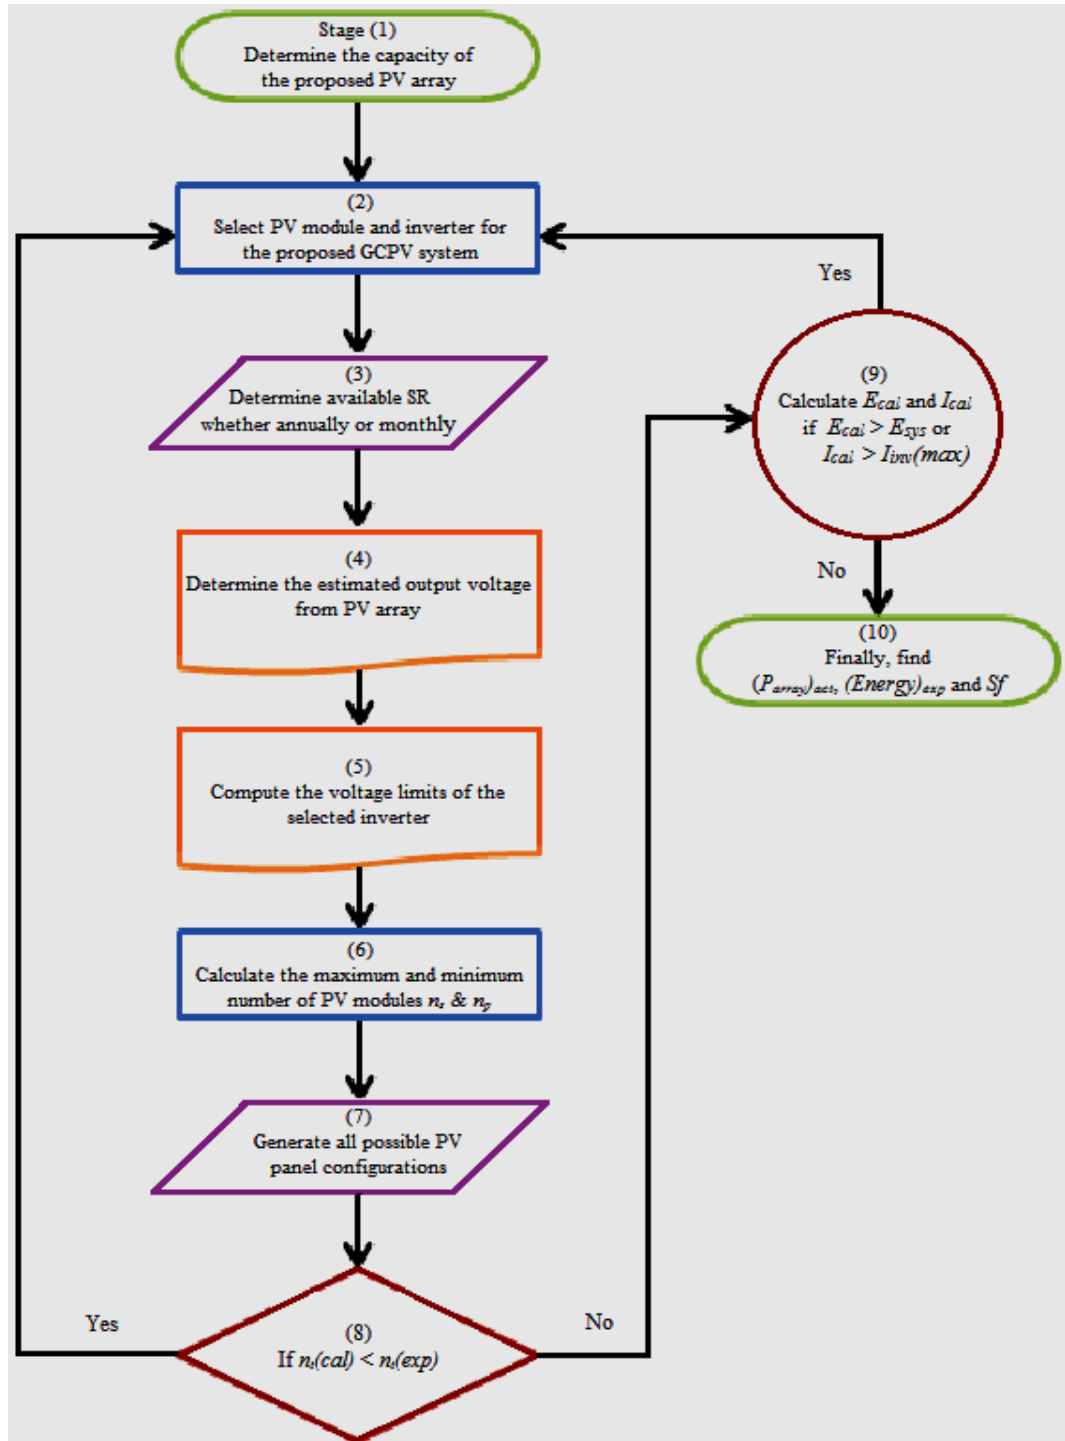 Stage (1)
Determine the capacity of
the proposed PV array
(2)
Select PV module and inverter for
the proposed GCPV system
(3)
Determine available SR
whether annually or monthly
(4)
Determine the estimated output voltage
from PV array
(5)
Compute the voltage limits of the
selected inverter
(6)
Calculate the maximum and minimum
number of PV modules nₛ & nₚ
(7)
Generate all possible PV
panel configurations
(8)
If nₜ(cal) < nₜ(exp)
Yes
No
(9)
Calculate Ecal and Ical
if Ecal > Esys or
Ical > Iinv(max)
Yes
No
(10)
Finally, find
(Parray)act, (Energy)exp and Sf